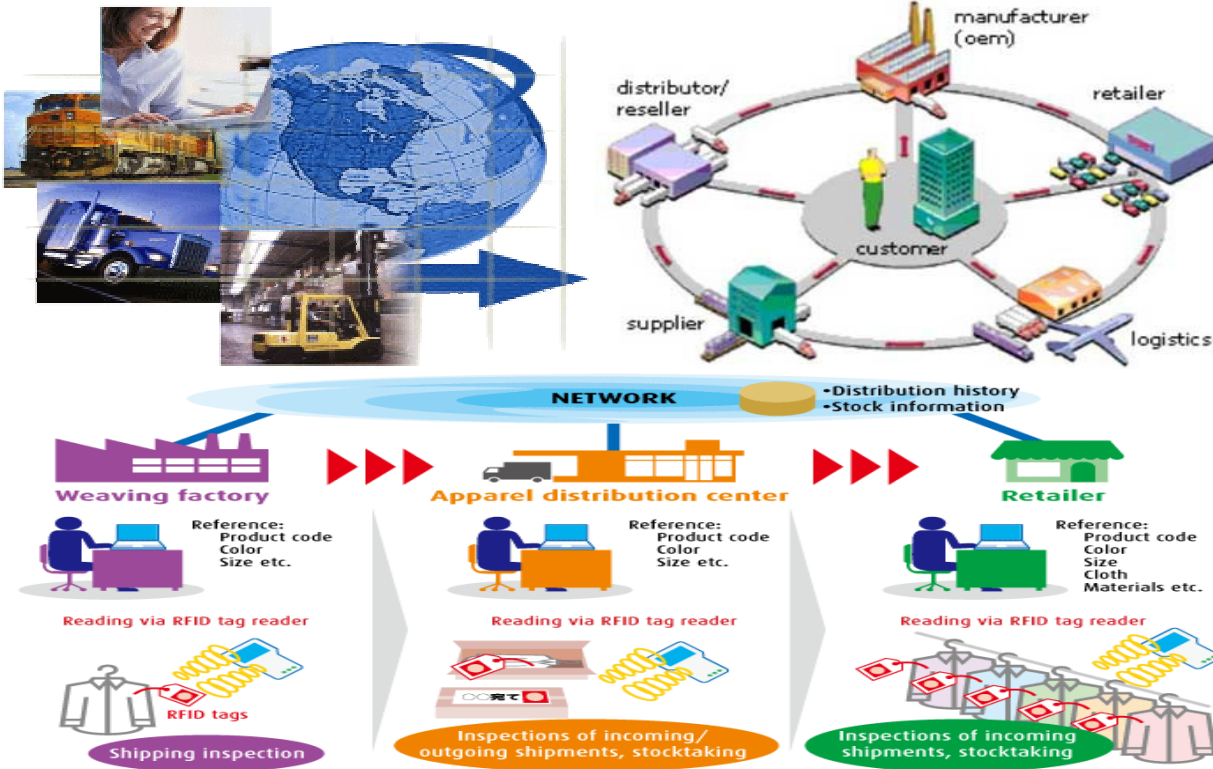 manufacturer
(oem)
distributor/
reseller
retailer
customer
supplier
logistics
NETWORK
•Distribution history
•Stock information
Weaving factory
Apparel distribution center
Retailer
Reference:
Product code
Color
Size etc.
Reference:
Product code
Color
Size etc.
Reference:
Product code
Color
Size
Cloth
Materials etc.
Reading via RFID tag reader
Reading via RFID tag reader
Reading via RFID tag reader
○○宛て
RFID tags
Shipping inspection
Inspections of incoming/
outgoing shipments, stocktaking
Inspections of incoming
shipments, stocktaking